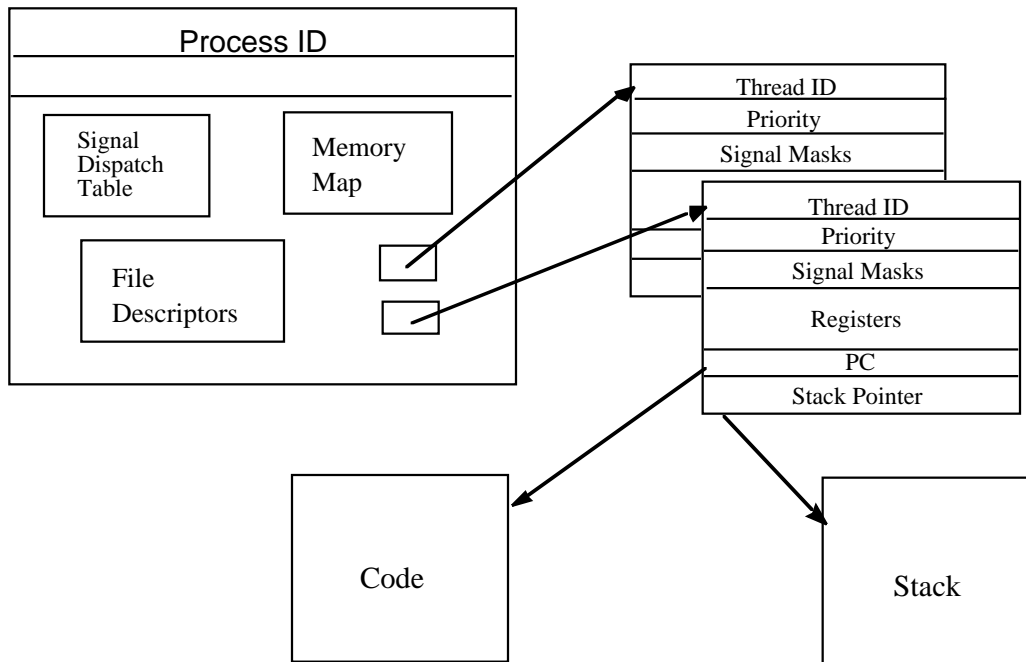 Process ID
Signal
Dispatch
Table
Memory
Map
File
Descriptors
Thread ID
Priority
Signal Masks
Thread ID
Priority
Signal Masks
Registers
PC
Stack Pointer
Code
Stack